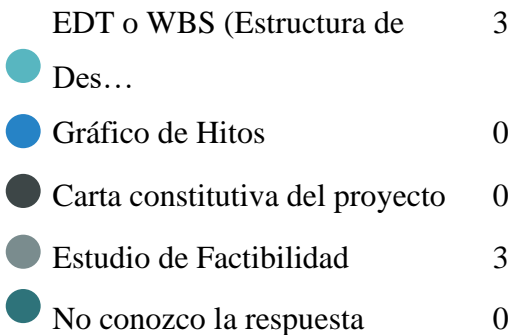 EDT o WBS (Estructura de 3
Des…
Gráfico de Hitos 0
Carta constitutiva del proyecto 0
Estudio de Factibilidad 3
No conozco la respuesta 0